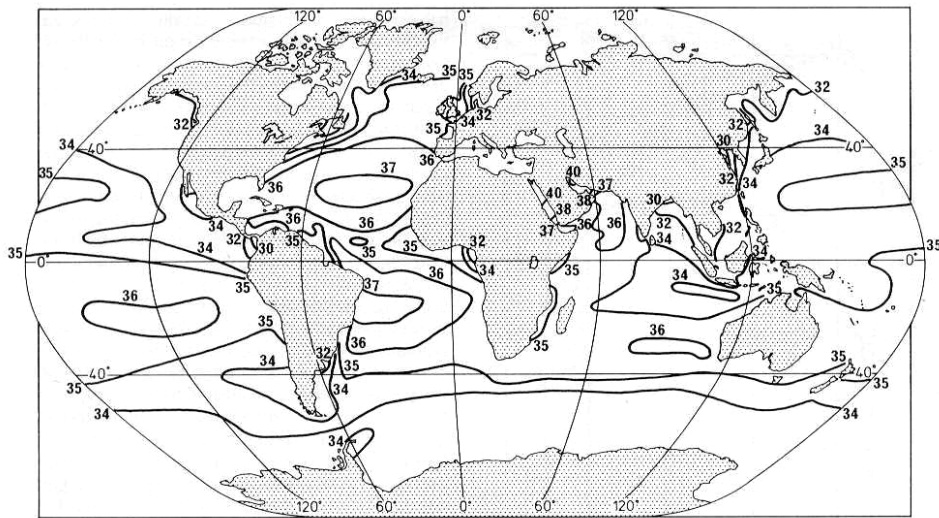 120° 60° 0° 60° 120°
34 35 35
32 34 32 32
32 35
34 40° 30 34 40°
36 32
35 37 40 37 34 35
36 40 38 30
34 36 36 38 36 32 32
32 30 35 35 37 36 34 34
35 0° 34 36 32 35 0°
35 37 34 34 35
36 36 36
35 35 35
34 32 35
35 40° 34 40° 35
34 34
34
120° 60° 0° 60° 120°